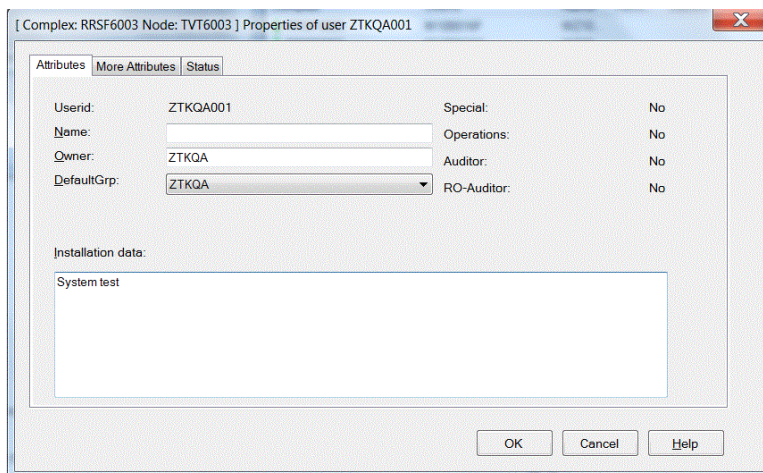 [ Complex: RRSF6003 Node: TVT6003 ] Properties of user ZTKQA001
Attributes More Attributes Status
Userid: ZTKQA001 Special: No
Name: Operations: No
Owner: ZTKQA Auditor: No
DefaultGrp: ZTKQA RO-Auditor: No
Installation data:
System test
OK Cancel Help